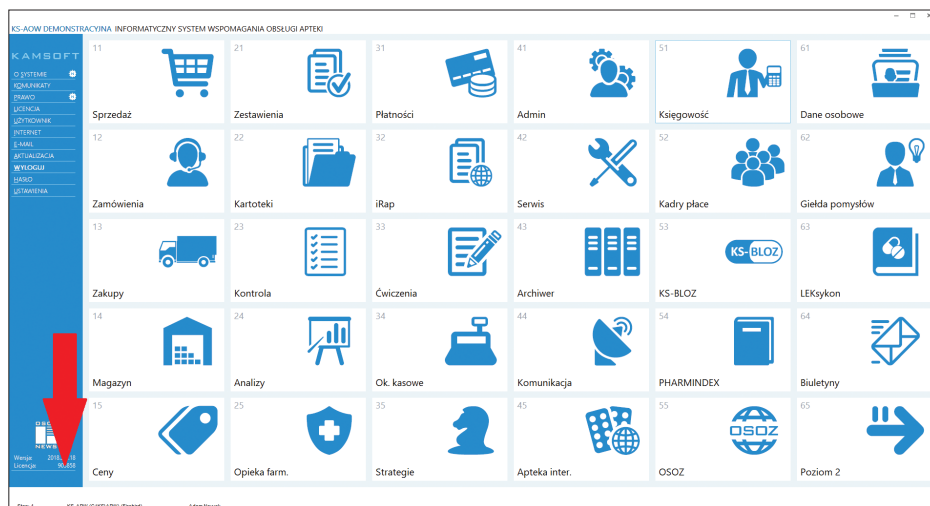 KS-AOW DEMONSTRACYJNA INFORMATYCZNY SYSTEM WSPOMAGANIA OBSŁUGI APTEKI
KAMSOFT
O SYSTEMIE
KOMUNIKATY
PRAWO
LICENCJA
UŻYTKOWNIK
INTERNET
E-MAIL
AKTUALIZACJA
WYLOGUJ
HASŁO
USTAWIENIA
Wersja
Licencja
11 Sprzedaż
21 Zestawienia
31 Płatności
41 Admin
51 Księgowość
61 Dane osobowe
12 Zamówienia
22 Kartoteki
32 iRap
42 Serwis
52 Kadry płace
62 Giełda pomysłów
13 Zakupy
23 Kontrola
33 Ćwiczenia
43 Archiwer
53 KS-BLOZ KS-BLOZ
63 LEKsykon
14 Magazyn
24 Analizy
34 Ok. kasowe
44 Komunikacja
54 PHARMINDEX
64 Biuletyny
15 Ceny
25 Opieka farm.
35 Strategie
45 Apteka inter.
55 OSOZ OSOZ
65 Poziom 2